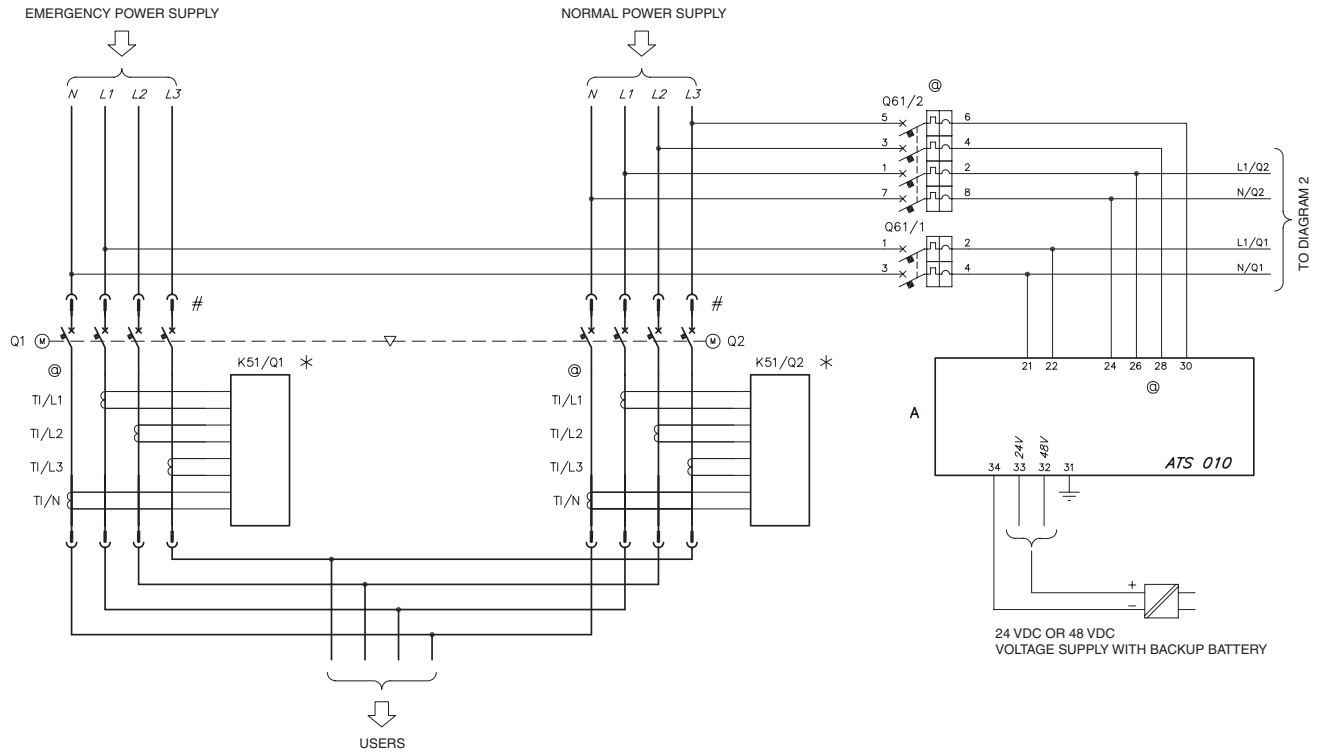 EMERGENCY POWER SUPPLY
NORMAL POWER SUPPLY
N L1 L2 L3
N L1 L2 L3
@
Q61/2
5 6
3 4
1 2 L1/Q2
7 8 N/Q2
Q61/1
1 2 L1/Q1
3 4 N/Q1
TO DIAGRAM 2
# #
Q1 M M Q2
@ K51/Q1 *
@ K51/Q2 *
TI/L1 TI/L1
TI/L2 TI/L2
TI/L3 TI/L3
TI/N TI/N
21 22 24 26 28 30
@
A
24V 48V
34 33 32 31
ATS 010
+
−
24 VDC OR 48 VDC
VOLTAGE SUPPLY WITH BACKUP BATTERY
USERS